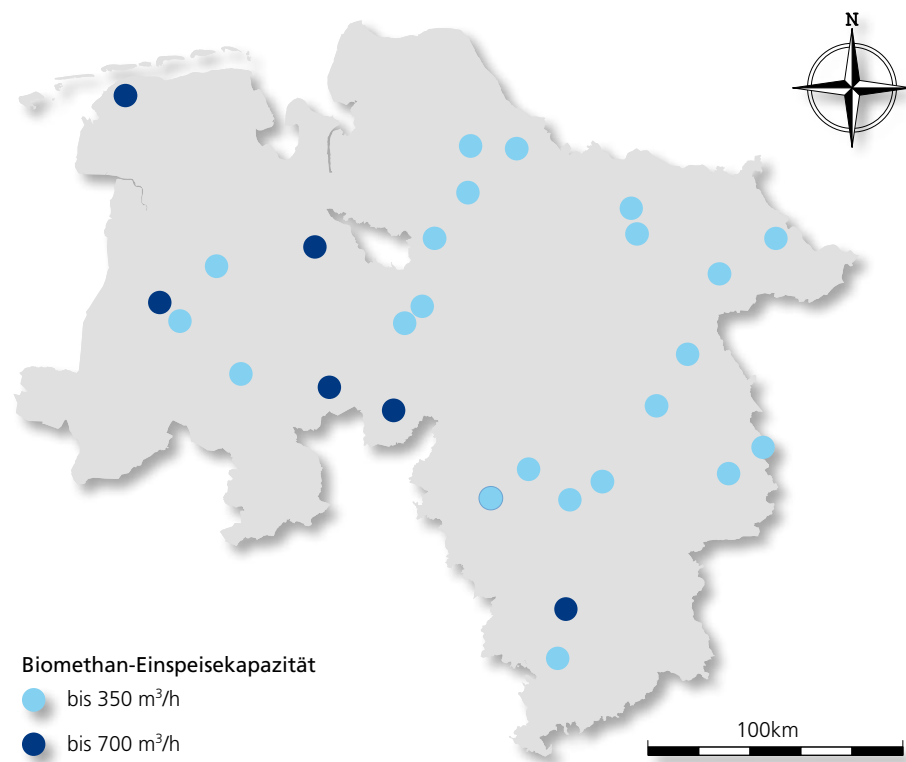 N
Biomethan-Einspeisekapazität
bis 350 m³/h
bis 700 m³/h
100km